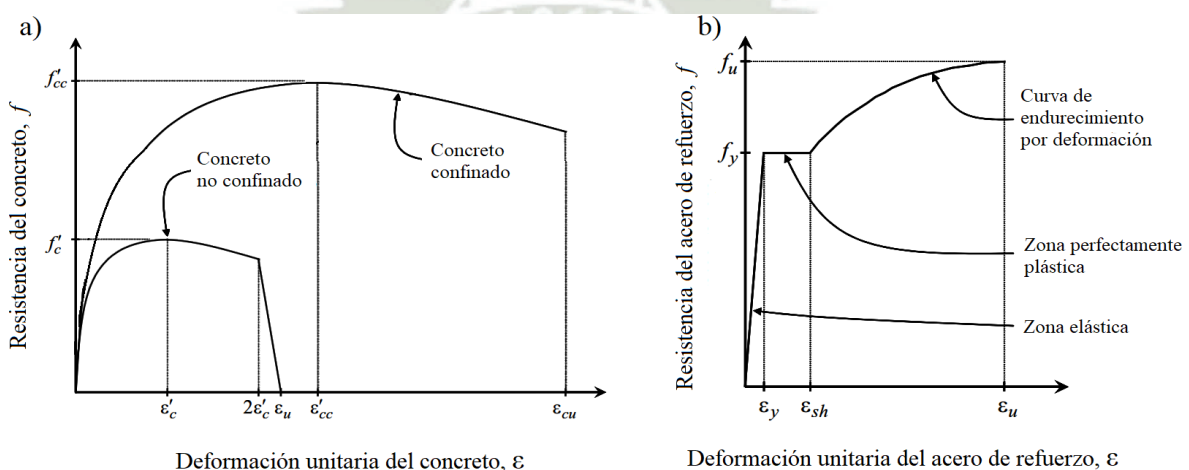 a)
Resistencia del concreto, f
f'cc
f'c
Concreto
no confinado
Concreto
confinado
ε'c
2ε'c
εu
ε'cc
εcu
Deformación unitaria del concreto, ε
b)
Resistencia del acero de refuerzo, f
fu
fy
Curva de
endurecimiento
por deformación
Zona perfectamente
plástica
Zona elástica
εy
εsh
εu
Deformación unitaria del acero de refuerzo, ε